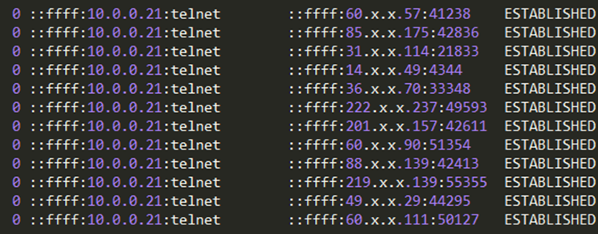 0 ::ffff:10.0.0.21:telnet ::ffff:60.x.x.57:41238 ESTABLISHED
0 ::ffff:10.0.0.21:telnet ::ffff:85.x.x.175:42836 ESTABLISHED
0 ::ffff:10.0.0.21:telnet ::ffff:31.x.x.114:21833 ESTABLISHED
0 ::ffff:10.0.0.21:telnet ::ffff:14.x.x.49:4344 ESTABLISHED
0 ::ffff:10.0.0.21:telnet ::ffff:36.x.x.70:33348 ESTABLISHED
0 ::ffff:10.0.0.21:telnet ::ffff:222.x.x.237:49593 ESTABLISHED
0 ::ffff:10.0.0.21:telnet ::ffff:201.x.x.157:42611 ESTABLISHED
0 ::ffff:10.0.0.21:telnet ::ffff:60.x.x.90:51354 ESTABLISHED
0 ::ffff:10.0.0.21:telnet ::ffff:88.x.x.139:42413 ESTABLISHED
0 ::ffff:10.0.0.21:telnet ::ffff:219.x.x.139:55355 ESTABLISHED
0 ::ffff:10.0.0.21:telnet ::ffff:49.x.x.29:44295 ESTABLISHED
0 ::ffff:10.0.0.21:telnet ::ffff:60.x.x.111:50127 ESTABLISHED